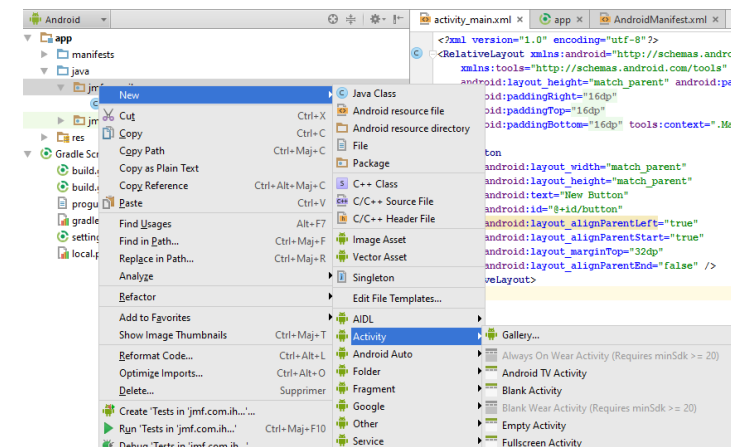 Android
activity_main.xml ×
app ×
AndroidManifest.xml ×
app
manifests
java
res
Gradle
New
Cut Ctrl+X
Copy Ctrl+C
Copy Path Ctrl+Maj+C
Copy as Plain Text
Copy Reference Ctrl+Alt+Maj+C
Paste Ctrl+V
Find Usages Alt+F7
Find in Path... Ctrl+Maj+F
Replace in Path... Ctrl+Maj+R
Analyze
Refactor
Add to Favorites
Show Image Thumbnails Ctrl+Maj+T
Reformat Code... Ctrl+Alt+L
Optimize Imports... Ctrl+Alt+O
Delete... Supprimer
Create 'Tests in 'jmf.com.ih...'...
Run 'Tests in 'jmf.com.ih...'' Ctrl+Maj+F10
Debug 'Tests in 'jmf.com.ih...''
Java Class
Android resource file
Android resource directory
File
Package
C++ Class
C/C++ Source File
C/C++ Header File
Image Asset
Vector Asset
Singleton
Edit File Templates...
AIDL
Activity
Android Auto
Folder
Fragment
Google
Other
Service
Gallery...
Always On Wear Activity (Requires minSdk >= 20)
Android TV Activity
Blank Activity
Blank Wear Activity (Requires minSdk >= 20)
Empty Activity
Fullscreen Activity
<?xml version="1.0" encoding="utf-8"?>
<RelativeLayout xmlns:android="http://schemas.andro
xmlns:tools="http://schemas.android.com/tools"
android:layout_height="match_parent" android:pa
oid:paddingRight="16dp"
oid:paddingTop="16dp"
oid:paddingBottom="16dp" tools:context=".Ma
ton
android:layout_width="match_parent"
android:layout_height="match_parent"
android:text="New Button"
android:id="@+id/button"
android:layout_alignParentLeft="true"
android:layout_alignParentStart="true"
android:layout_marginTop="32dp"
android:layout_alignParentEnd="false" />
veLayout>